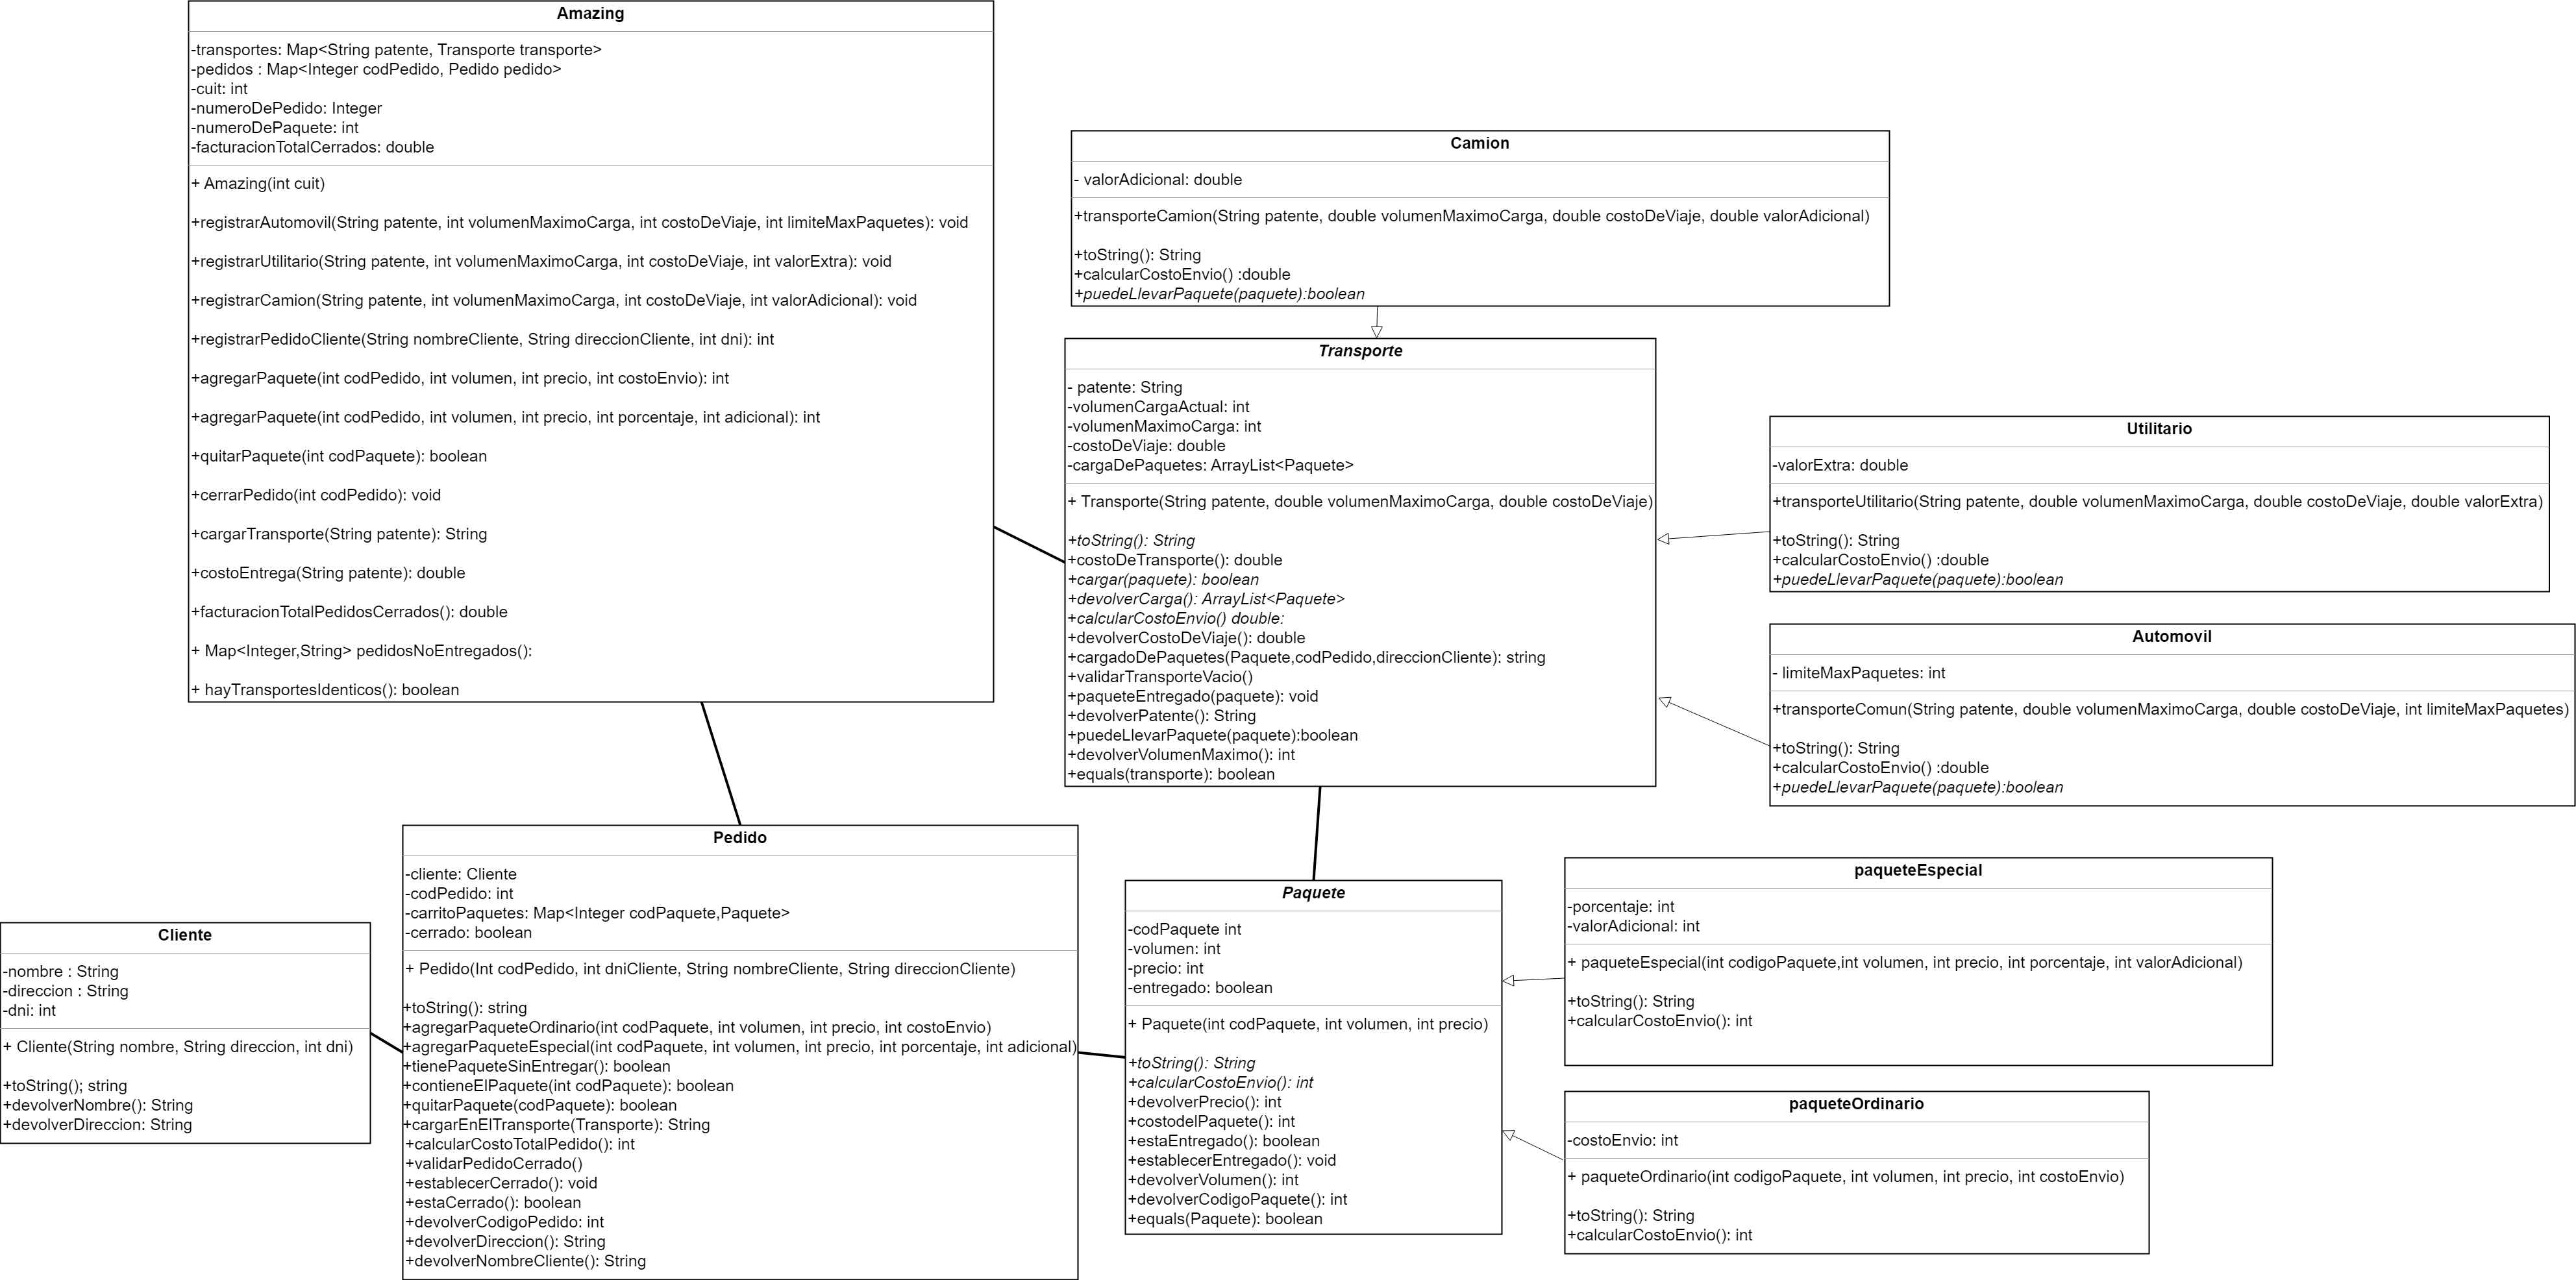 Amazing
-transportes: Map<String patente, Transporte transporte>
-pedidos : Map<Integer codPedido, Pedido pedido>
-cuit: int
-numeroDePedido: Integer
-numeroDePaquete: int
-facturacionTotalCerrados: double
+ Amazing(int cuit)
+registrarAutomovil(String patente, int volumenMaximoCarga, int costoDeViaje, int limiteMaxPaquetes): void
+registrarUtilitario(String patente, int volumenMaximoCarga, int costoDeViaje, int valorExtra): void
+registrarCamion(String patente, int volumenMaximoCarga, int costoDeViaje, int valorAdicional): void
+registrarPedidoCliente(String nombreCliente, String direccionCliente, int dni): int
+agregarPaquete(int codPedido, int volumen, int precio, int costoEnvio): int
+agregarPaquete(int codPedido, int volumen, int precio, int porcentaje, int adicional): int
+quitarPaquete(int codPaquete): boolean
+cerrarPedido(int codPedido): void
+cargarTransporte(String patente): String
+costoEntrega(String patente): double
+facturacionTotalPedidosCerrados(): double
+ Map<Integer,String> pedidosNoEntregados():
+ hayTransportesIdenticos(): boolean
Camion
- valorAdicional: double
+transporteCamion(String patente, double volumenMaximoCarga, double costoDeViaje, double valorAdicional)
+toString(): String
+calcularCostoEnvio() :double
+puedeLlevarPaquete(paquete):boolean
Transporte
- patente: String
-volumenCargaActual: int
-volumenMaximoCarga: int
-costoDeViaje: double
-cargaDePaquetes: ArrayList<Paquete>
+ Transporte(String patente, double volumenMaximoCarga, double costoDeViaje)
+toString(): String
+costoDeTransporte(): double
+cargar(paquete): boolean
+devolverCarga(): ArrayList<Paquete>
+calcularCostoEnvio() double:
+devolverCostoDeViaje(): double
+cargadoDePaquetes(Paquete,codPedido,direccionCliente): string
+validarTransporteVacio()
+paqueteEntregado(paquete): void
+devolverPatente(): String
+puedeLlevarPaquete(paquete):boolean
+devolverVolumenMaximo(): int
+equals(transporte): boolean
Utilitario
-valorExtra: double
+transporteUtilitario(String patente, double volumenMaximoCarga, double costoDeViaje, double valorExtra)
+toString(): String
+calcularCostoEnvio() :double
+puedeLlevarPaquete(paquete):boolean
Automovil
- limiteMaxPaquetes: int
+transporteComun(String patente, double volumenMaximoCarga, double costoDeViaje, int limiteMaxPaquetes)
+toString(): String
+calcularCostoEnvio() :double
+puedeLlevarPaquete(paquete):boolean
Cliente
-nombre : String
-direccion : String
-dni: int
+ Cliente(String nombre, String direccion, int dni)
+toString(); string
+devolverNombre(): String
+devolverDireccion: String
Pedido
-cliente: Cliente
-codPedido: int
-carritoPaquetes: Map<Integer codPaquete,Paquete>
-cerrado: boolean
+ Pedido(Int codPedido, int dniCliente, String nombreCliente, String direccionCliente)
+toString(): string
+agregarPaqueteOrdinario(int codPaquete, int volumen, int precio, int costoEnvio)
+agregarPaqueteEspecial(int codPaquete, int volumen, int precio, int porcentaje, int adicional)
+tienePaqueteSinEntregar(): boolean
+contieneElPaquete(int codPaquete): boolean
+quitarPaquete(codPaquete): boolean
+cargarEnElTransporte(Transporte): String
+calcularCostoTotalPedido(): int
+validarPedidoCerrado()
+establecerCerrado(): void
+estaCerrado(): boolean
+devolverCodigoPedido: int
+devolverDireccion(): String
+devolverNombreCliente(): String
Paquete
-codPaquete int
-volumen: int
-precio: int
-entregado: boolean
+ Paquete(int codPaquete, int volumen, int precio)
+toString(): String
+calcularCostoEnvio(): int
+devolverPrecio(): int
+costodelPaquete(): int
+estaEntregado(): boolean
+establecerEntregado(): void
+devolverVolumen(): int
+devolverCodigoPaquete(): int
+equals(Paquete): boolean
paqueteEspecial
-porcentaje: int
-valorAdicional: int
+ paqueteEspecial(int codigoPaquete,int volumen, int precio, int porcentaje, int valorAdicional)
+toString(): String
+calcularCostoEnvio(): int
paqueteOrdinario
-costoEnvio: int
+ paqueteOrdinario(int codigoPaquete, int volumen, int precio, int costoEnvio)
+toString(): String
+calcularCostoEnvio(): int